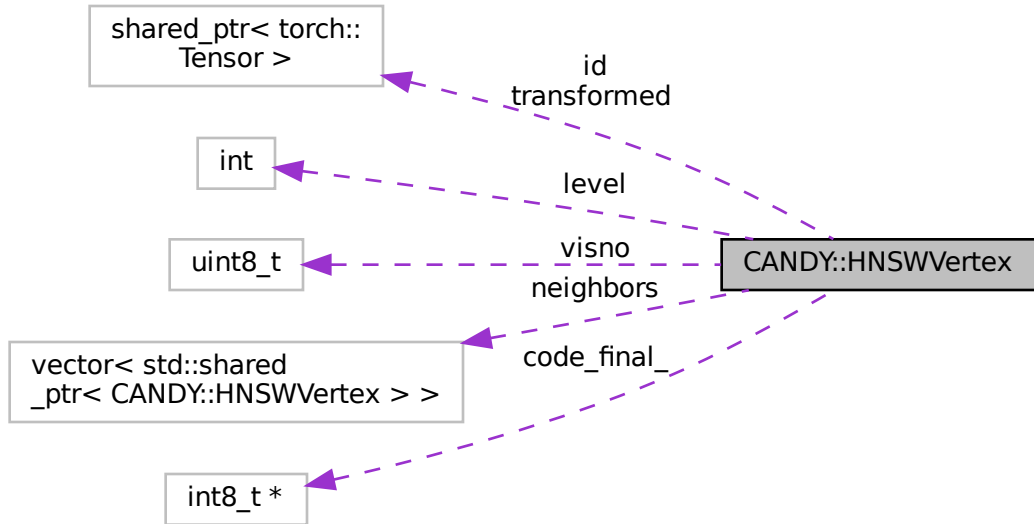 shared_ptr< torch::
Tensor >
id
transformed
int
level
uint8_t
visno
CANDY::HNSWVertex
neighbors
vector< std::shared
_ptr< CANDY::HNSWVertex > >
code_final_
int8_t *